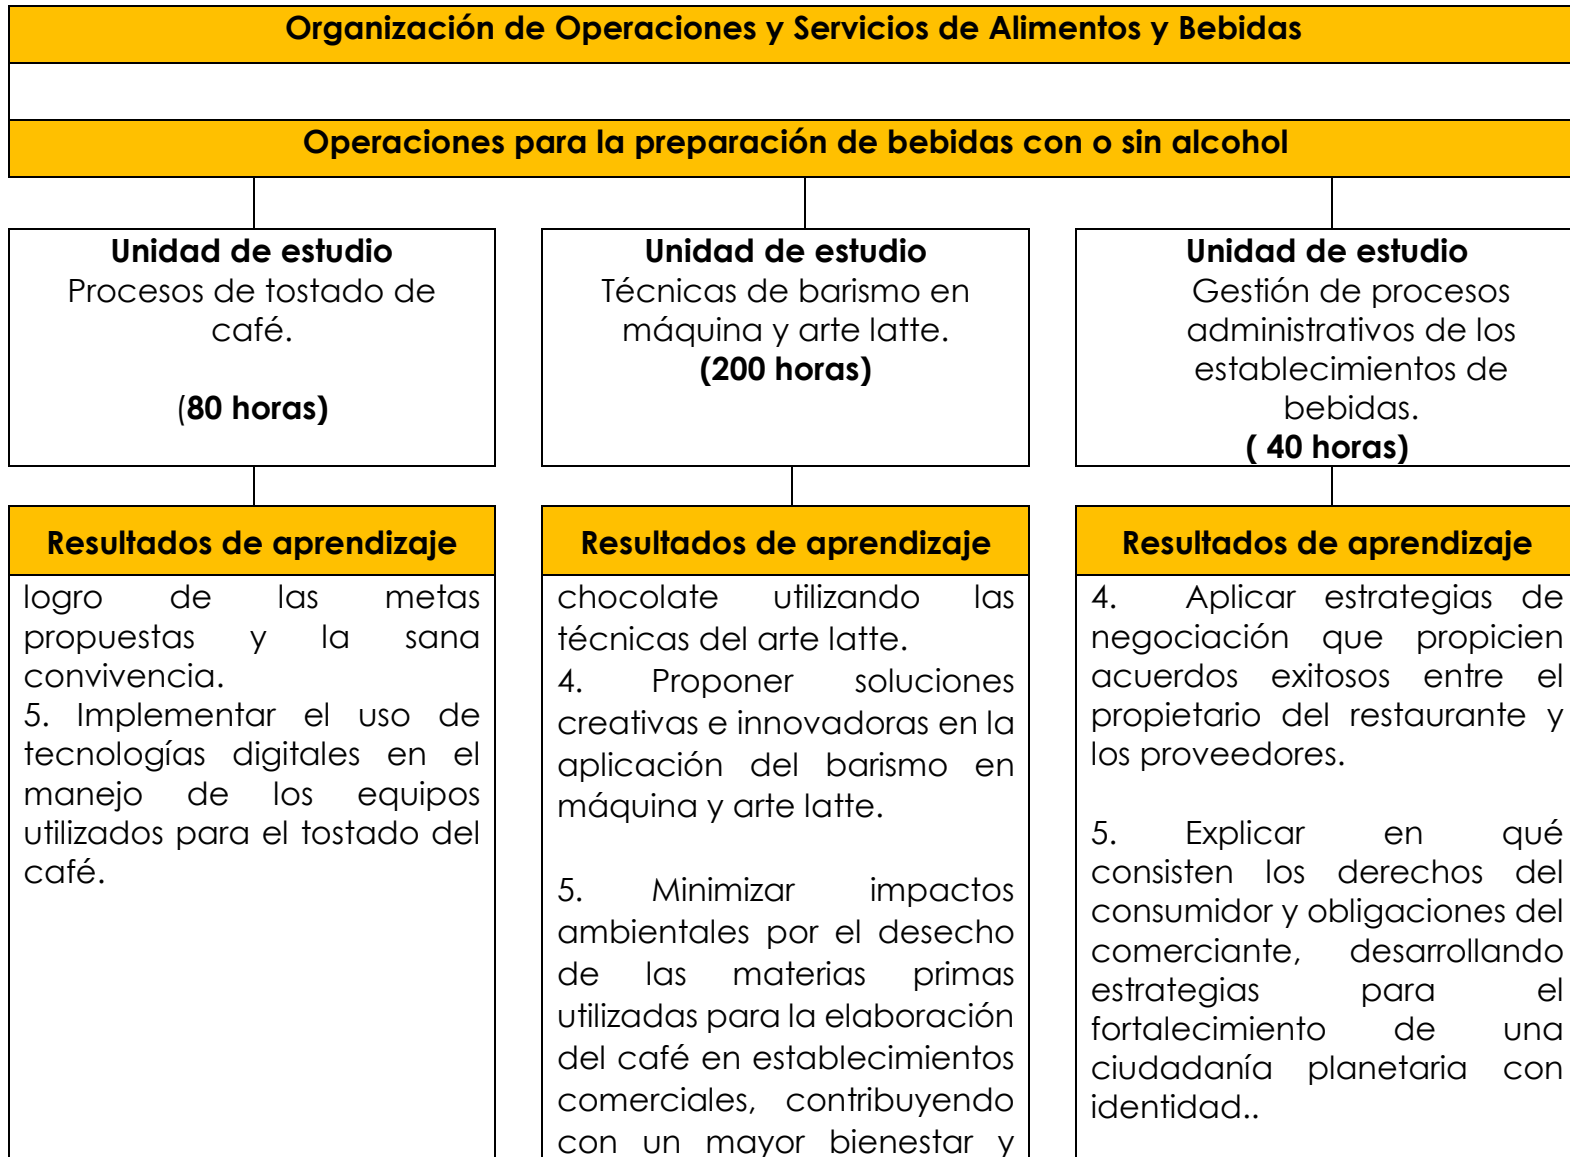 Organización de Operaciones y Servicios de Alimentos y Bebidas
Operaciones para la preparación de bebidas con o sin alcohol
Unidad de estudio
Procesos de tostado de
café.
(80 horas)
Unidad de estudio
Técnicas de barismo en
máquina y arte latte.
(200 horas)
Unidad de estudio
Gestión de procesos
administrativos de los
establecimientos de
bebidas.
( 40 horas)
Resultados de aprendizaje
logro de las metas
propuestas y la sana
convivencia.
5. Implementar el uso de
tecnologías digitales en el
manejo de los equipos
utilizados para el tostado del
café.
Resultados de aprendizaje
chocolate utilizando las
técnicas del arte latte.
4. Proponer soluciones
creativas e innovadoras en la
aplicación del barismo en
máquina y arte latte.
5. Minimizar impactos
ambientales por el desecho
de las materias primas
utilizadas para la elaboración
del café en establecimientos
comerciales, contribuyendo
con un mayor bienestar y
Resultados de aprendizaje
4. Aplicar estrategias de
negociación que propicien
acuerdos exitosos entre el
propietario del restaurante y
los proveedores.
5. Explicar en qué
consisten los derechos del
consumidor y obligaciones del
comerciante, desarrollando
estrategias para el
fortalecimiento de una
ciudadanía planetaria con
identidad..